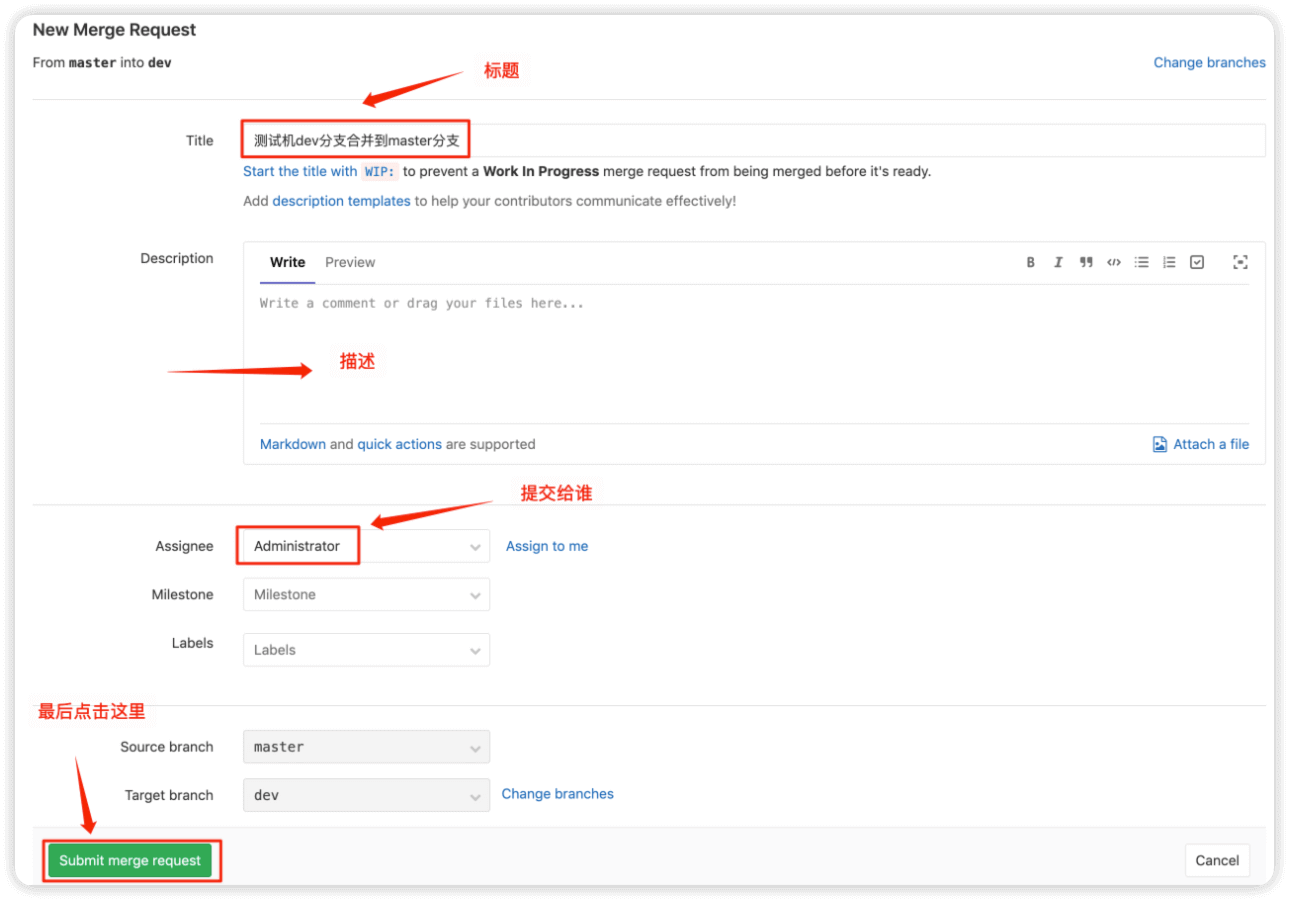 New Merge Request
From master into dev
Change branches
标题
Title
测试机dev分支合并到master分支
Start the title with WIP: to prevent a Work In Progress merge request from being merged before it's ready.
Add description templates to help your contributors communicate effectively!
Description
Write Preview
Write a comment or drag your files here...
描述
Markdown and quick actions are supported
Attach a file
提交给谁
Assignee
Administrator
Assign to me
Milestone
Milestone
Labels
Labels
最后点击这里
Source branch
master
Target branch
dev
Change branches
Submit merge request
Cancel